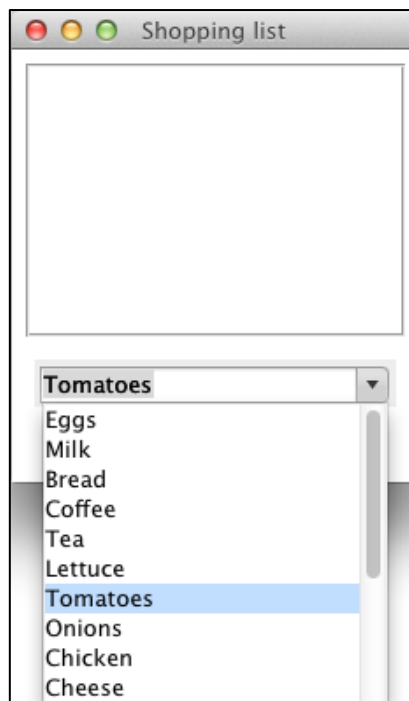 Shopping list
Tomatoes
Eggs
Milk
Bread
Coffee
Tea
Lettuce
Tomatoes
Onions
Chicken
Cheese